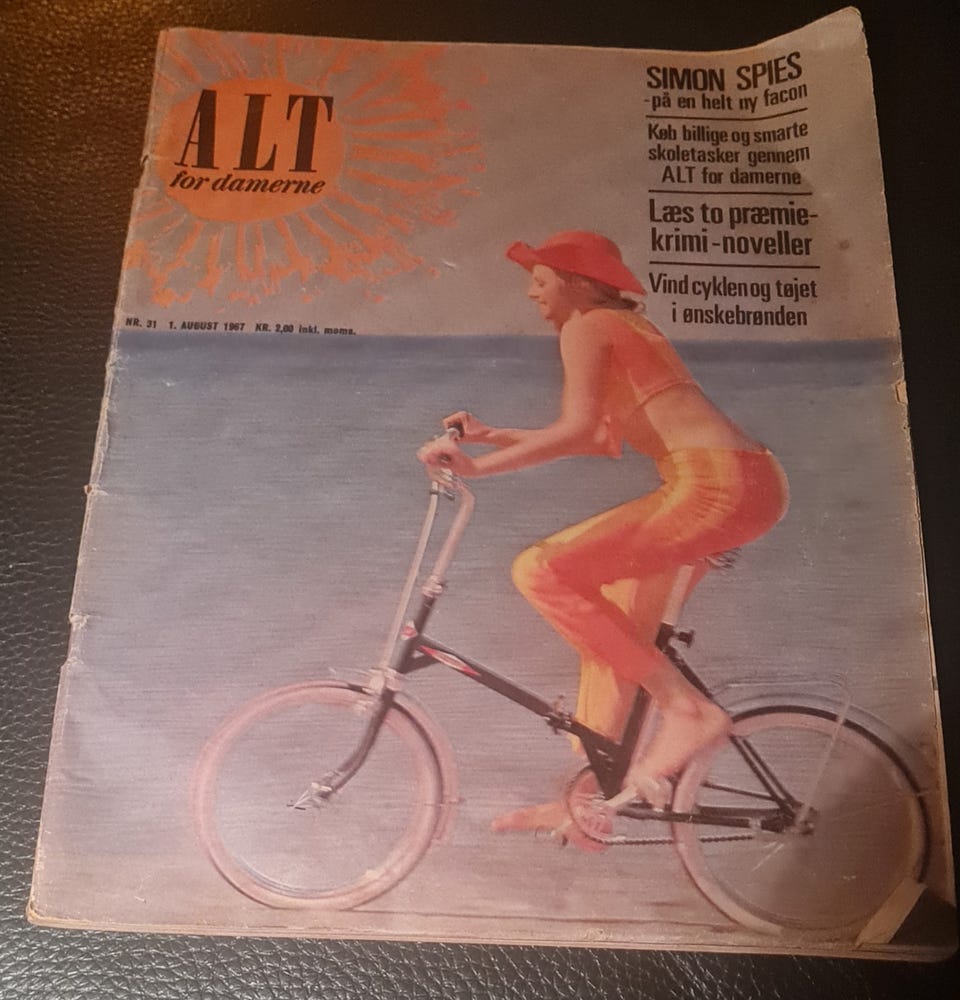 ALT
for damerne
NR. 31 1. AUGUST 1967 KR. 2,00 inkl. moms.
SIMON SPIES
-på en helt ny facon
Køb billige og smarte
skoletasker gennem
ALT for damerne
Læs to præmie-
krimi-noveller
Vind cyklen og tøjet
i ønskebrønden